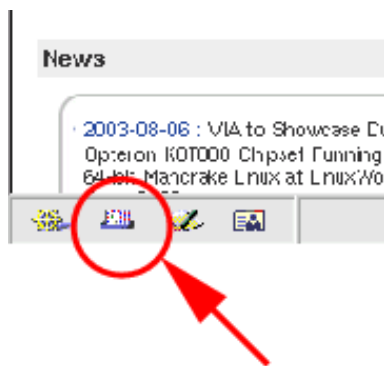 News
2003-08-06 : VIA to Showcase
Opteron K8T800 Chipset Running
64-bit Mandrake Linux at LinuxWo